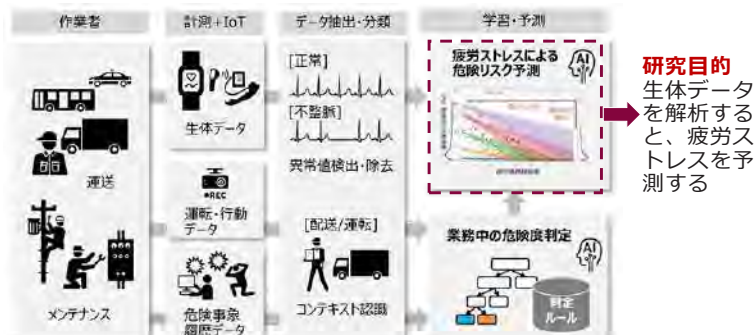 作業者
計測+IoT
データ抽出・分類
学習・予測
運送
メンテナンス
生体データ
●REC
運転・行動
データ
危険事象
履歴データ
[正常]
[不整脈]
異常値検出・除去
[配送/運転]
コンテキスト認識
疲労ストレスによる
危険リスク予測
AI
業務中の危険度判定
AI
判定
ルール
研究目的
生体データ
を解析する
と、疲労ス
トレスを予
測する